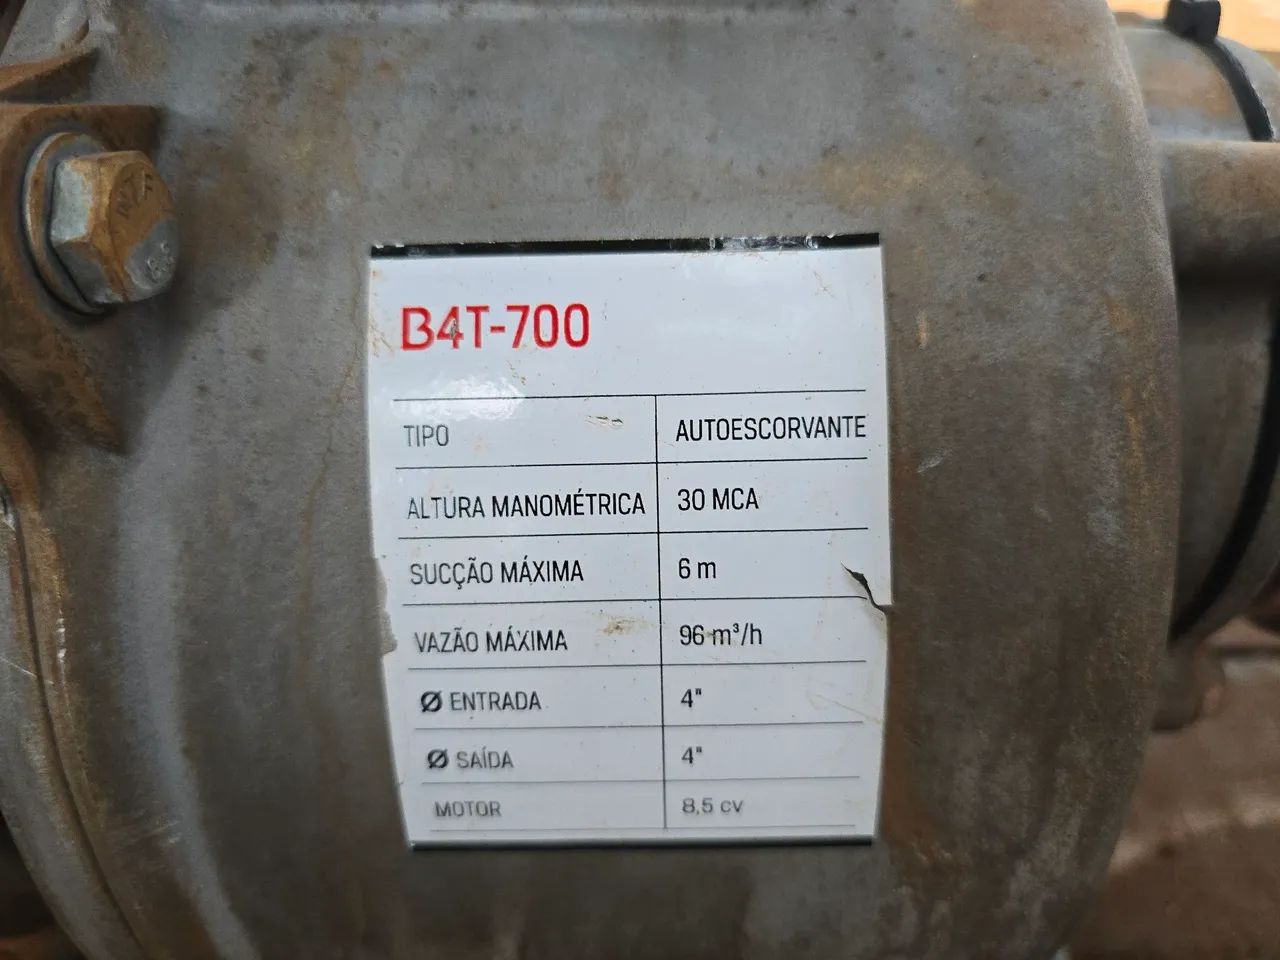 B4T-700
TIPO AUTOESCORVANTE
ALTURA MANOMÉTRICA 30 MCA
SUCÇÃO MÁXIMA 6 m
VAZÃO MÁXIMA 96 m³/h
Ø ENTRADA 4"
Ø SAÍDA 4"
MOTOR 8,5 cv